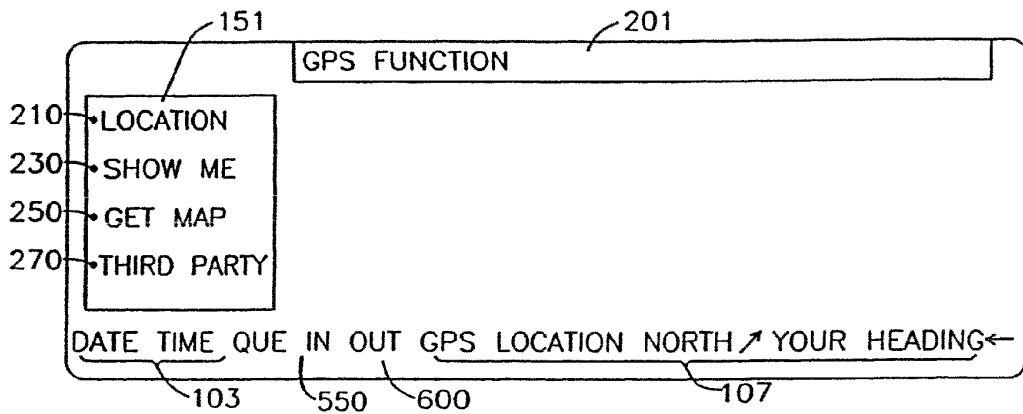 151
201
GPS FUNCTION
210 LOCATION
230 SHOW ME
250 GET MAP
270 THIRD PARTY
DATE TIME QUE IN OUT GPS LOCATION NORTH↗ YOUR HEADING←
103 550 600 107